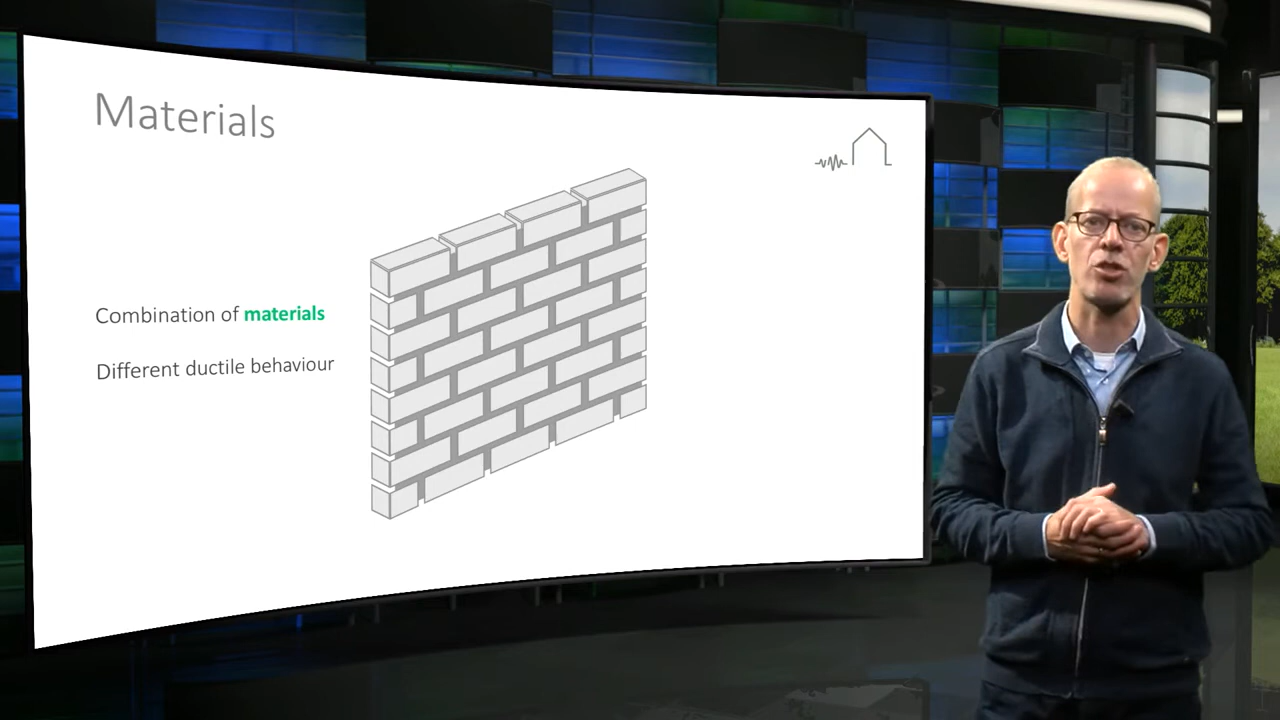 Materials
Combination of materials
Different ductile behaviour